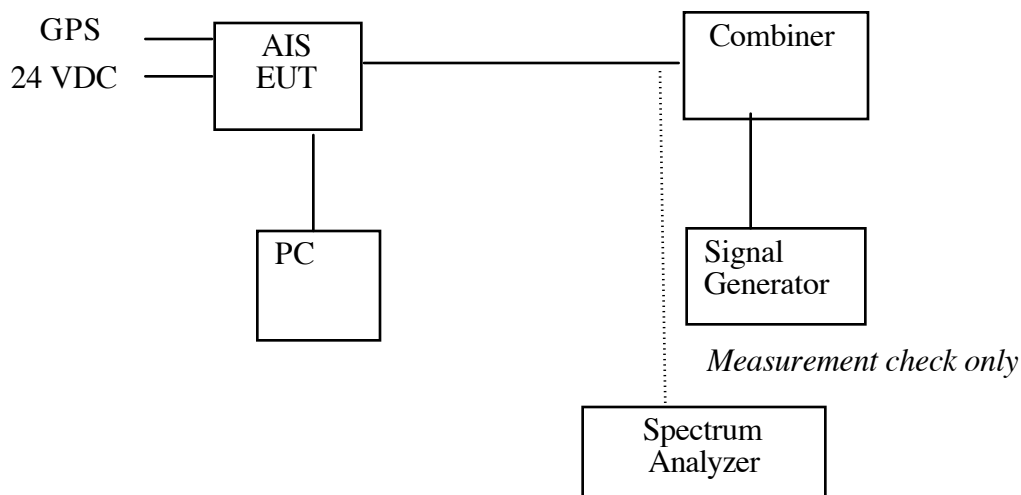 GPS
24 VDC
AIS
EUT
Combiner
PC
Signal
Generator
Measurement check only
Spectrum
Analyzer